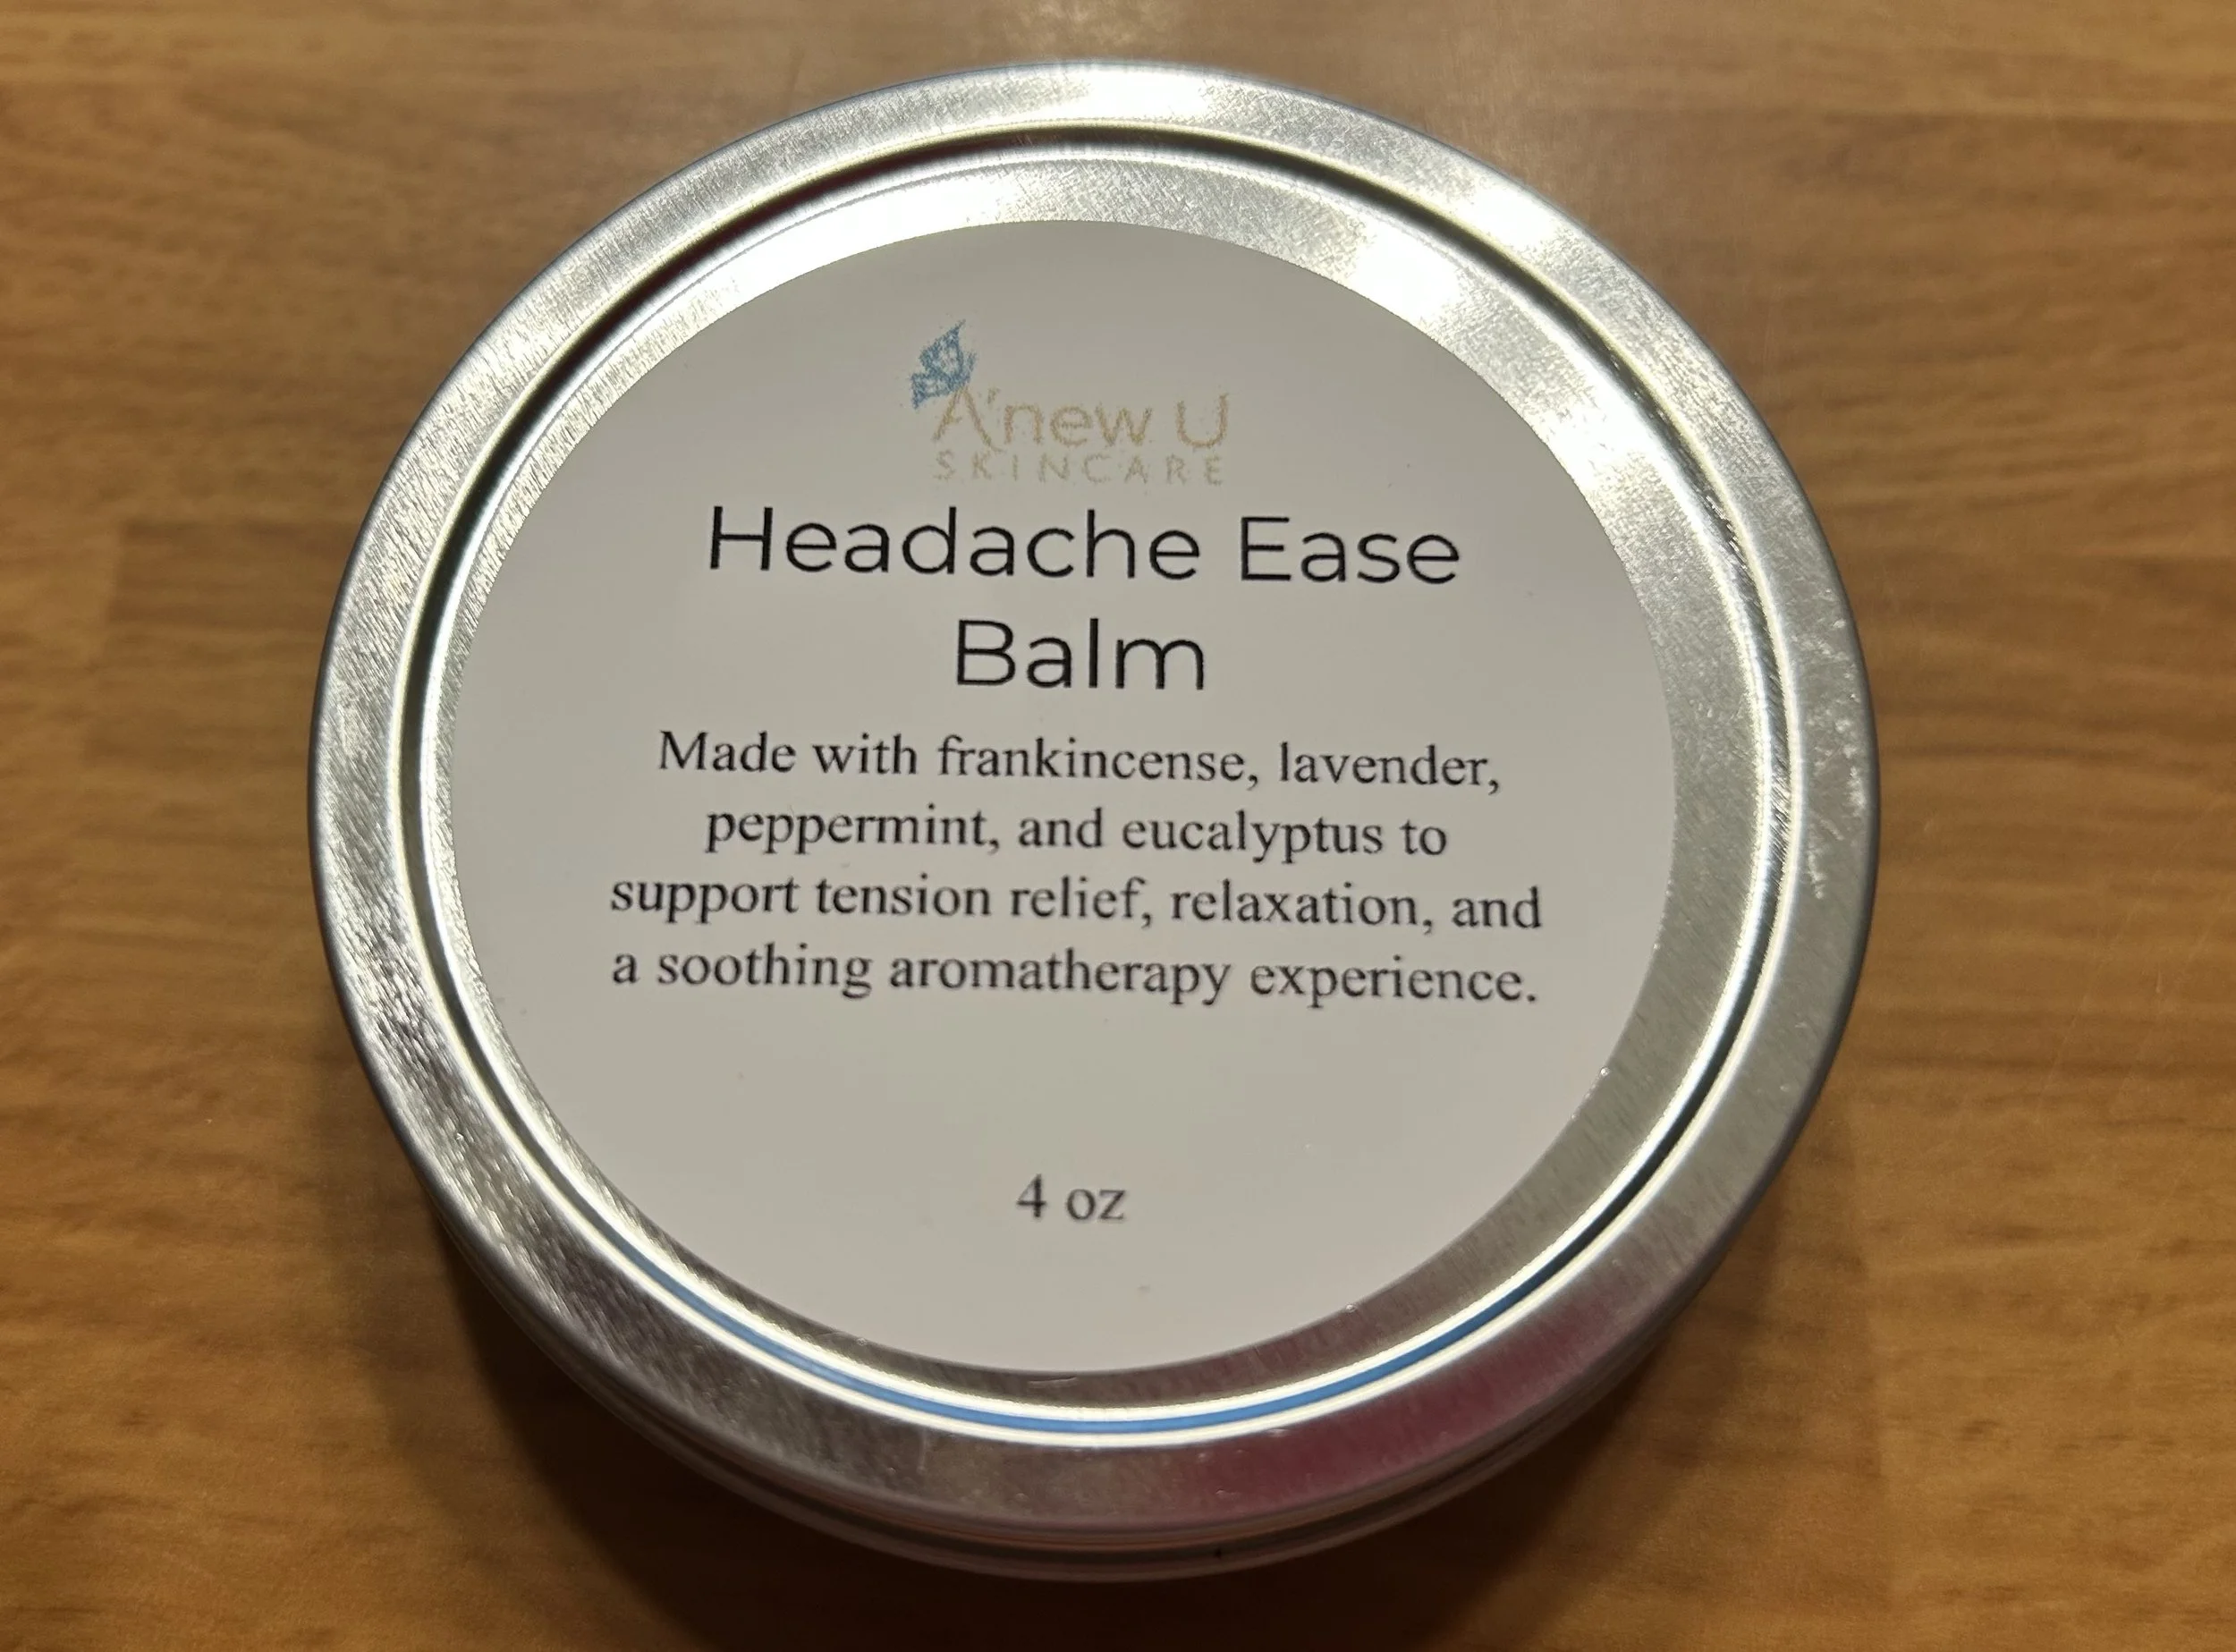 A'new U
SKINCARE
Headache Ease
Balm
Made with frankincense, lavender,
peppermint, and eucalyptus to
support tension relief, relaxation, and
a soothing aromatherapy experience.
4 oz